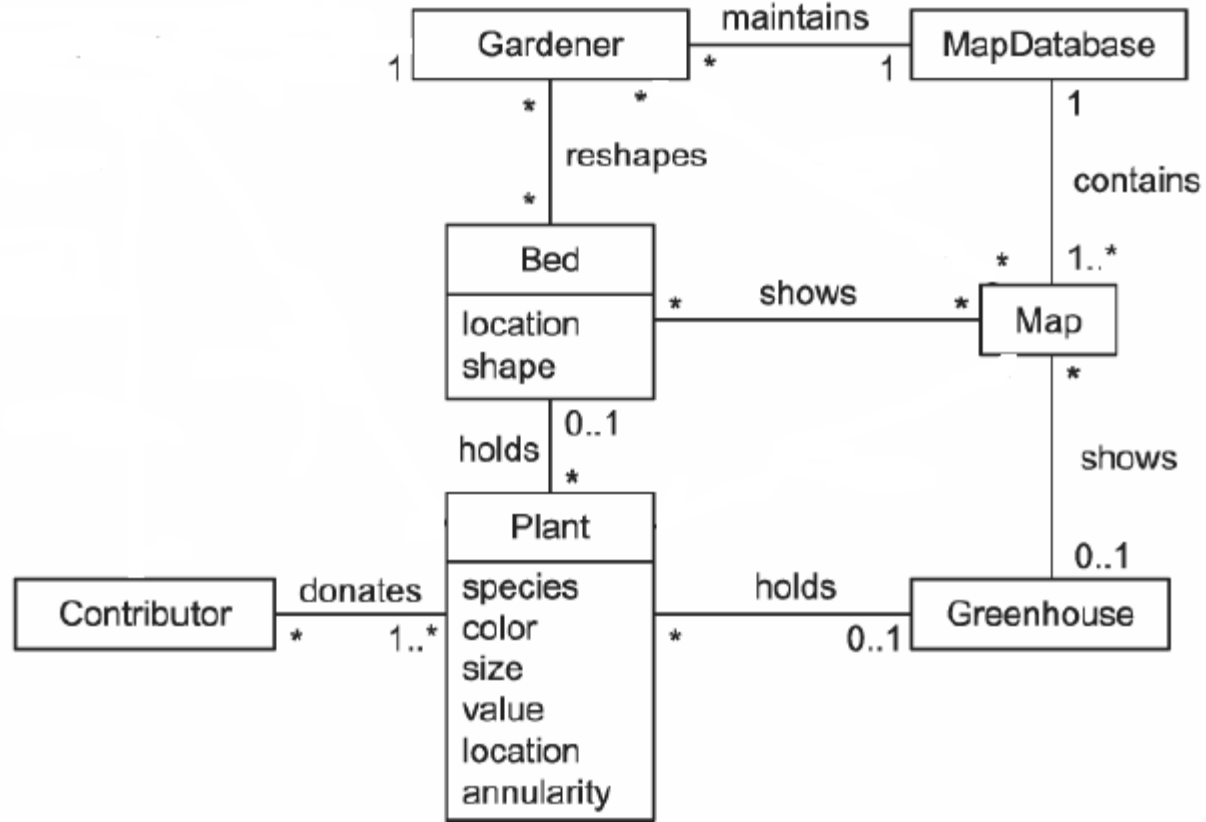 Gardener
maintains
MapDatabase
1
*
1
*
*
1
reshapes
contains
*
*
1..*
Bed
location
shape
*
shows
*
Map
*
0..1
holds
*
shows
Plant
species
color
size
value
location
annularity
0..1
Contributor
donates
*
1..*
holds
*
0..1
Greenhouse